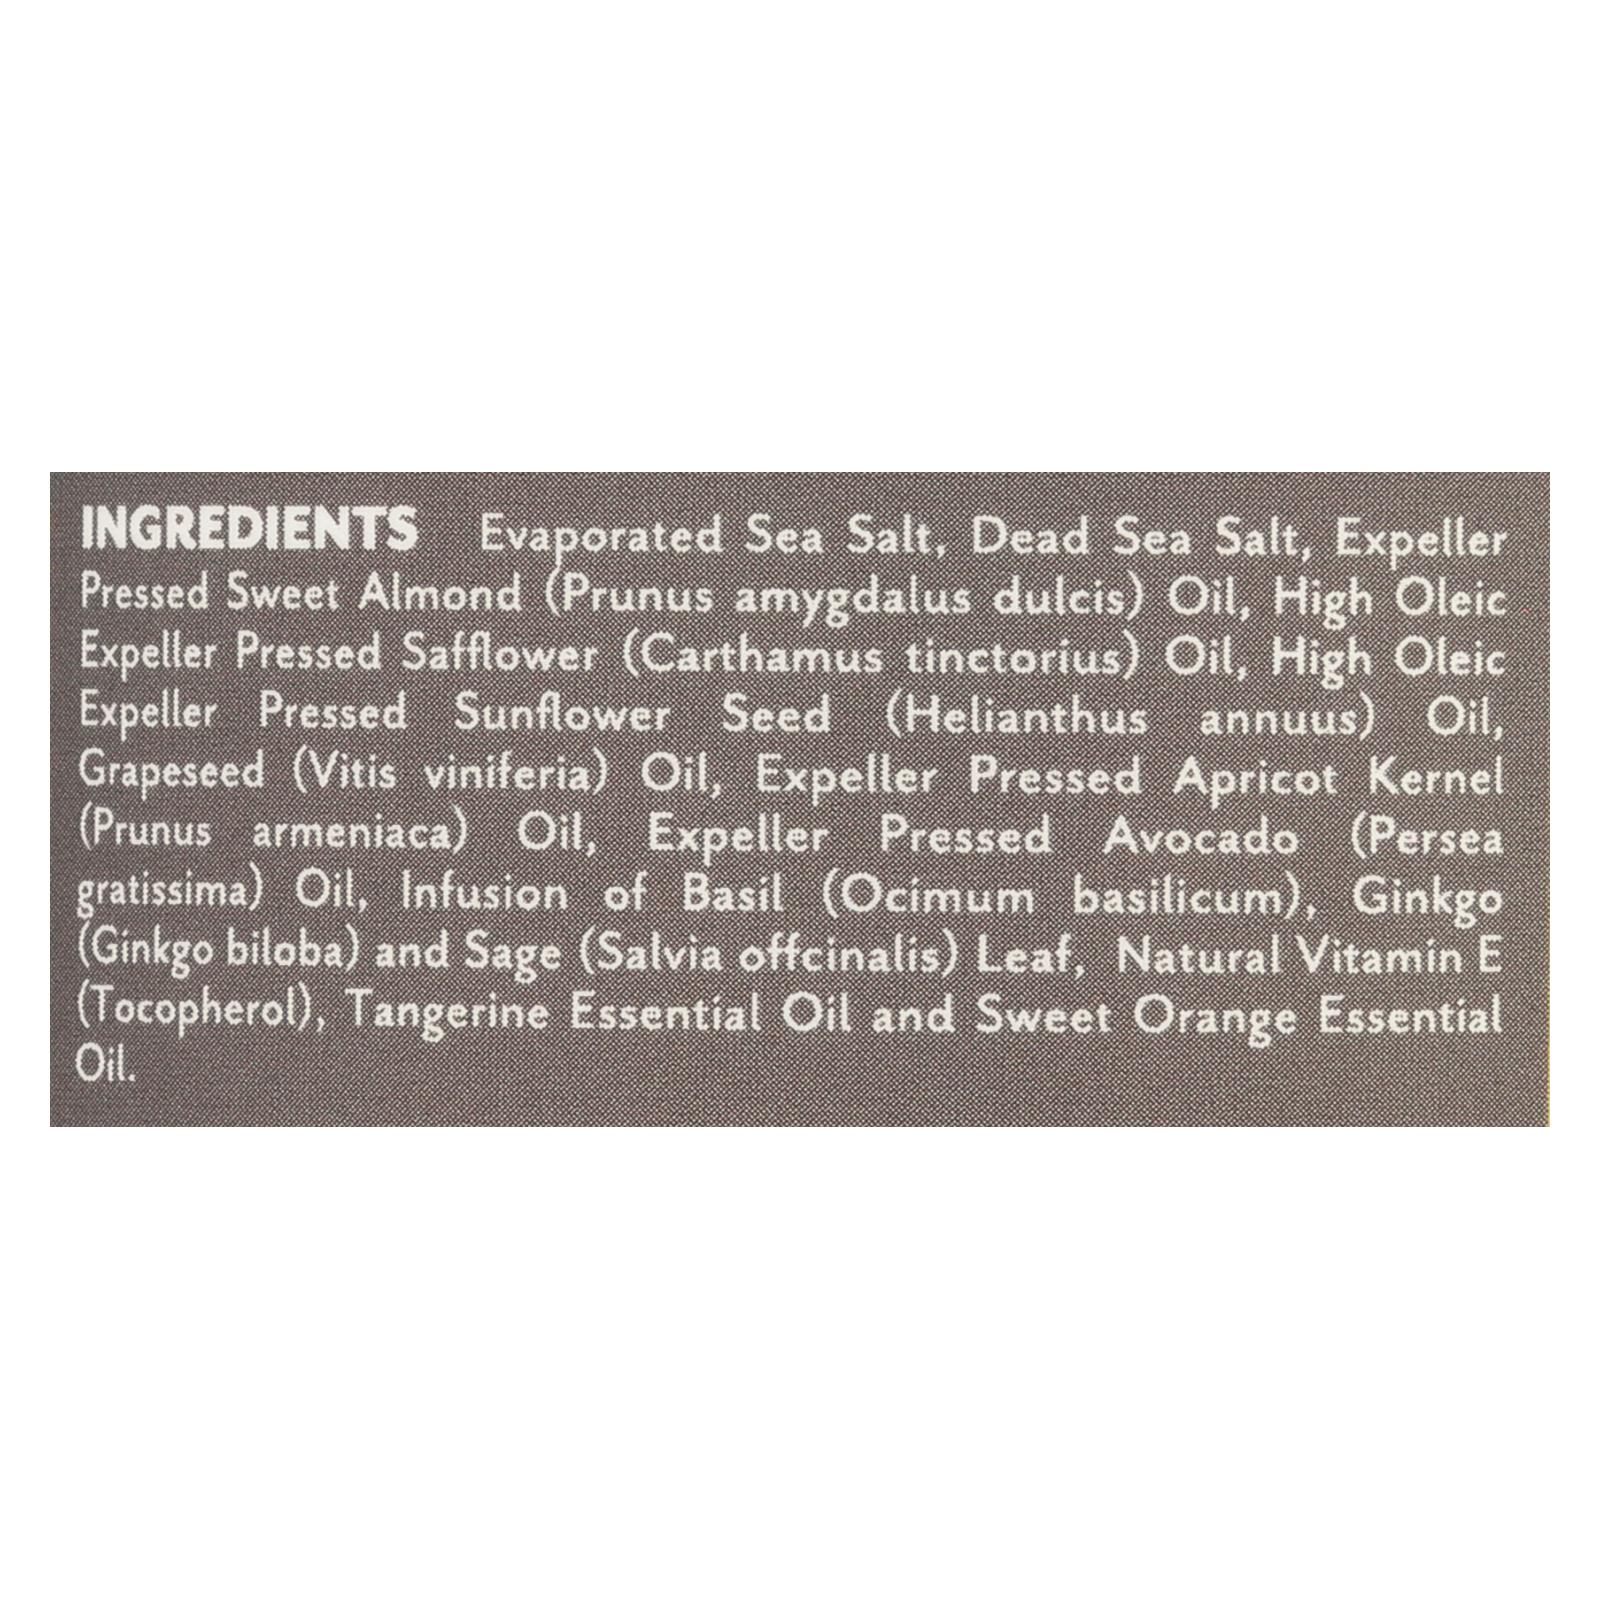 INGREDIENTS Evaporated Sea Salt, Dead Sea Salt, Expeller
Pressed Sweet Almond (Prunus amygdalus dulcis) Oil, High Oleic
Expeller Pressed Safflower (Carthamus tinctorius) Oil, High Oleic
Expeller Pressed Sunflower Seed (Helianthus annuus) Oil,
Grapeseed (Vitis viniferia) Oil, Expeller Pressed Apricot Kernel
(Prunus armeniaca) Oil, Expeller Pressed Avocado (Persea
gratissima) Oil, Infusion of Basil (Ocimum basilicum), Ginkgo
(Ginkgo biloba) and Sage (Salvia offcinalis) Leaf, Natural Vitamin E
(Tocopherol), Tangerine Essential Oil and Sweet Orange Essential
Oil.